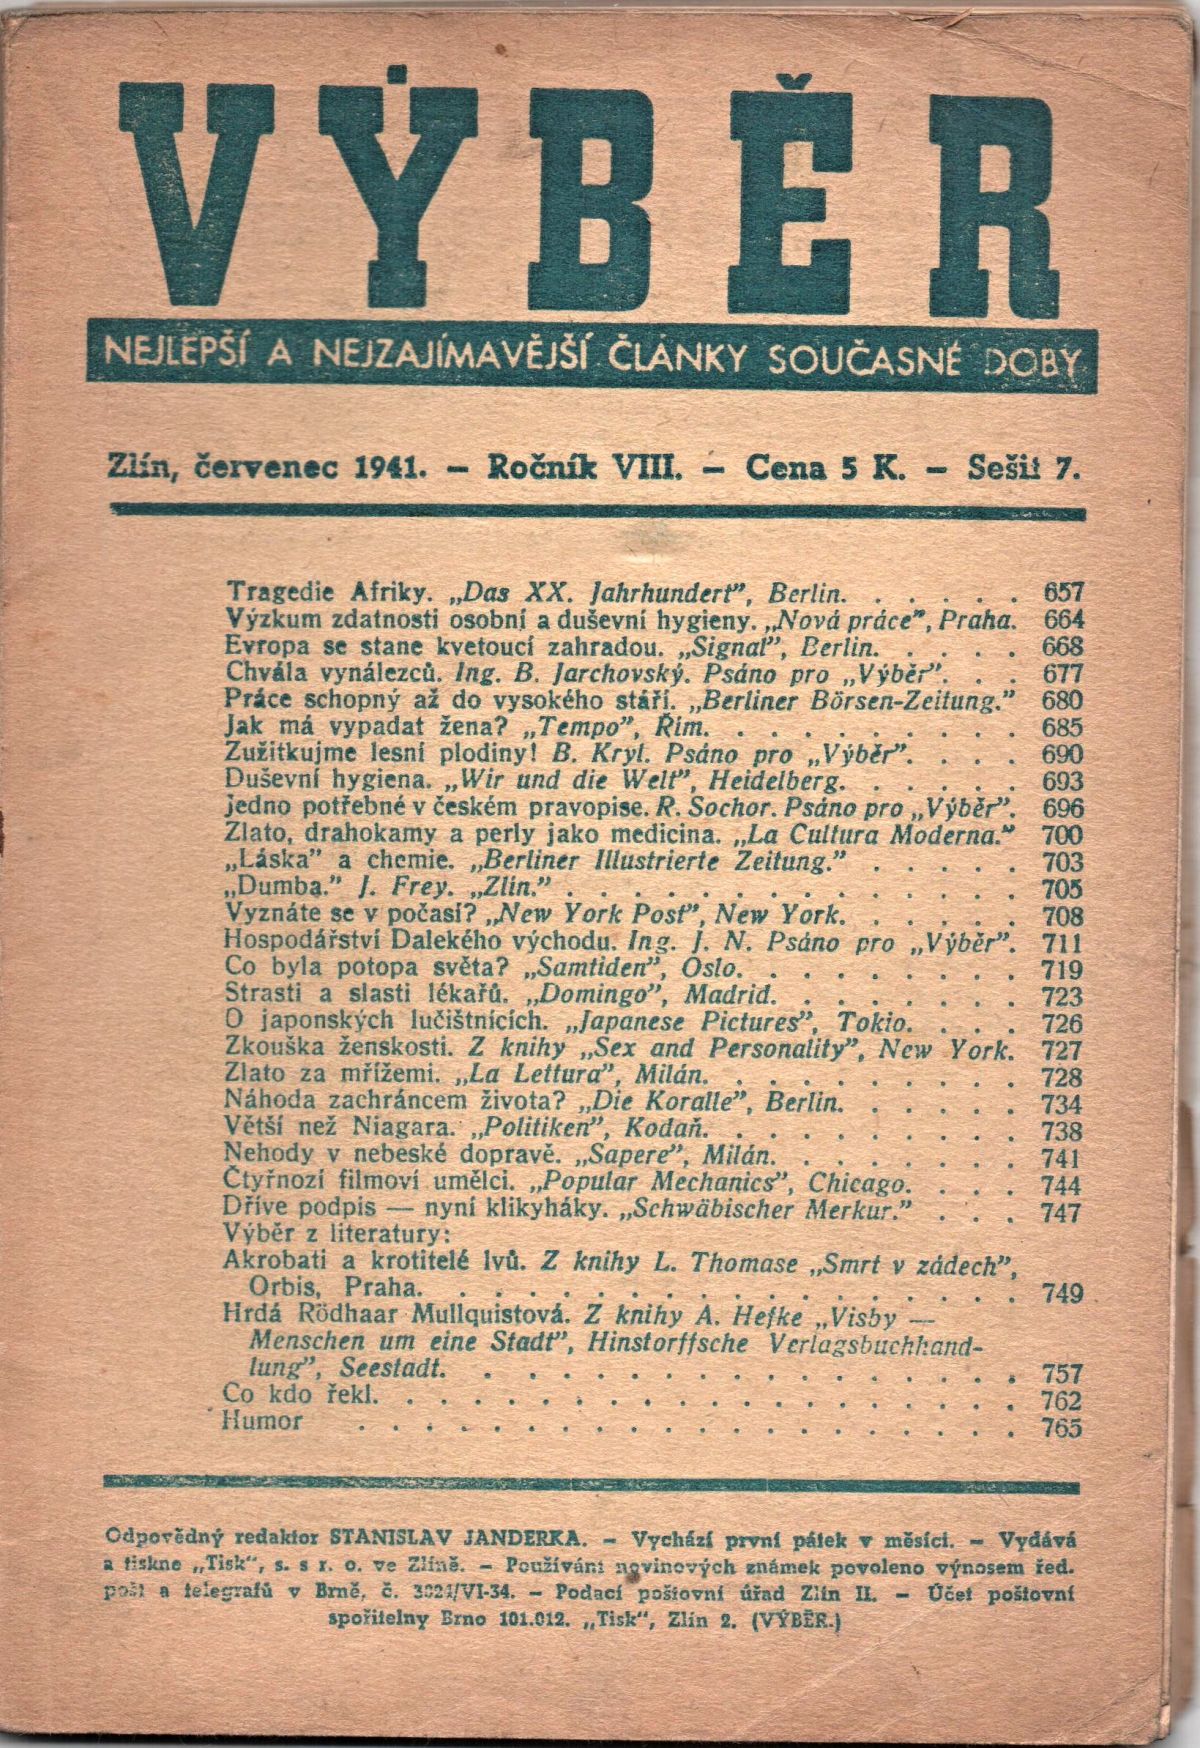 VÝBĚR
NEJLEPŠÍ A NEJZAJÍMAVĚJŠÍ ČLÁNKY SOUČASNÉ DOBY
Zlín, červenec 1941. – Ročník VIII. – Cena 5 K. – Sešit 7.
Tragedie Afriky. „Das XX. Jahrhundert”, Berlin. . . . . . 657
Výzkum zdatnosti osobní a duševní hygieny. „Nová práce”, Praha. 664
Evropa se stane kvetoucí zahradou. „Signal”, Berlin. . . . . 668
Chvála vynálezců. Ing. B. Jarchovský. Psáno pro „Výběr”. . . 677
Práce schopný až do vysokého stáří. „Berliner Börsen-Zeitung.” 680
Jak má vypadat žena? „Tempo”, Řím. . . . . . . . . . 685
Zužitkujme lesní plodiny! B. Kryl. Psáno pro „Výběr”. . . . 690
Duševní hygiena. „Wir und die Welt”, Heidelberg. . . . . . 693
Jedno potřebné v českém pravopise. R. Sochor. Psáno pro „Výběr”. 696
Zlato, drahokamy a perly jako medicina. „La Cultura Moderna.” 700
„Láska” a chemie. „Berliner Illustrierte Zeitung.” . . . . . 703
„Dumba.” J. Frey. „Zlín.” . . . . . . . . . . . . . . 705
Vyznáte se v počasí? „New York Post”, New York. . . . . . 708
Hospodářství Dalekého východu. Ing. J. N. Psáno pro „Výběr”. 711
Co byla potopa světa? „Samtiden”, Oslo. . . . . . . . . 719
Strasti a slasti lékařů. „Domingo”, Madrid. . . . . . . . 723
O japonských lučištnících. „Japanese Pictures”, Tokio. . . . 726
Zkouška ženskosti. Z knihy „Sex and Personality”, New York. 727
Zlato za mřížemi. „La Lettura”, Milán. . . . . . . . . . 728
Náhoda zachráncem života? „Die Koralle”, Berlin. . . . . . 734
Větší než Niagara. „Politiken”, Kodaň. . . . . . . . . . 738
Nehody v nebeské dopravě. „Sapere”, Milán. . . . . . . . 741
Čtyřnozí filmoví umělci. „Popular Mechanics”, Chicago. . . . 744
Dříve podpis — nyní klikyháky. „Schwäbischer Merkur.” . . . 747
Výběr z literatury:
Akrobati a krotitelé lvů. Z knihy L. Thomase „Smrt v zádech”,
Orbis, Praha. . . . . . . . . . . . . . . . . . . 749
Hrdá Rödhaar Mullquistová. Z knihy A. Hefke „Visby —
Menschen um eine Stadt”, Hinstorffsche Verlagsbuchhand-
lung”, Seestadt. . . . . . . . . . . . . . . . . . 757
Co kdo řekl. . . . . . . . . . . . . . . . . . . . 762
Humor . . . . . . . . . . . . . . . . . . . . . 765
Odpovědný redaktor STANISLAV JANDERKA. – Vychází první pátek v měsíci. – Vydává
a tiskne „Tisk“, s. s r. o. ve Zlíně. – Používání novinových známek povoleno výnosem řed.
pošt a telegrafů v Brně, č. /VI-34. – Podací poštovní úřad Zlín II. – Účet poštovní
spořitelny Brno 101.012. „Tisk“, Zlín 2. (VÝBĚR.)